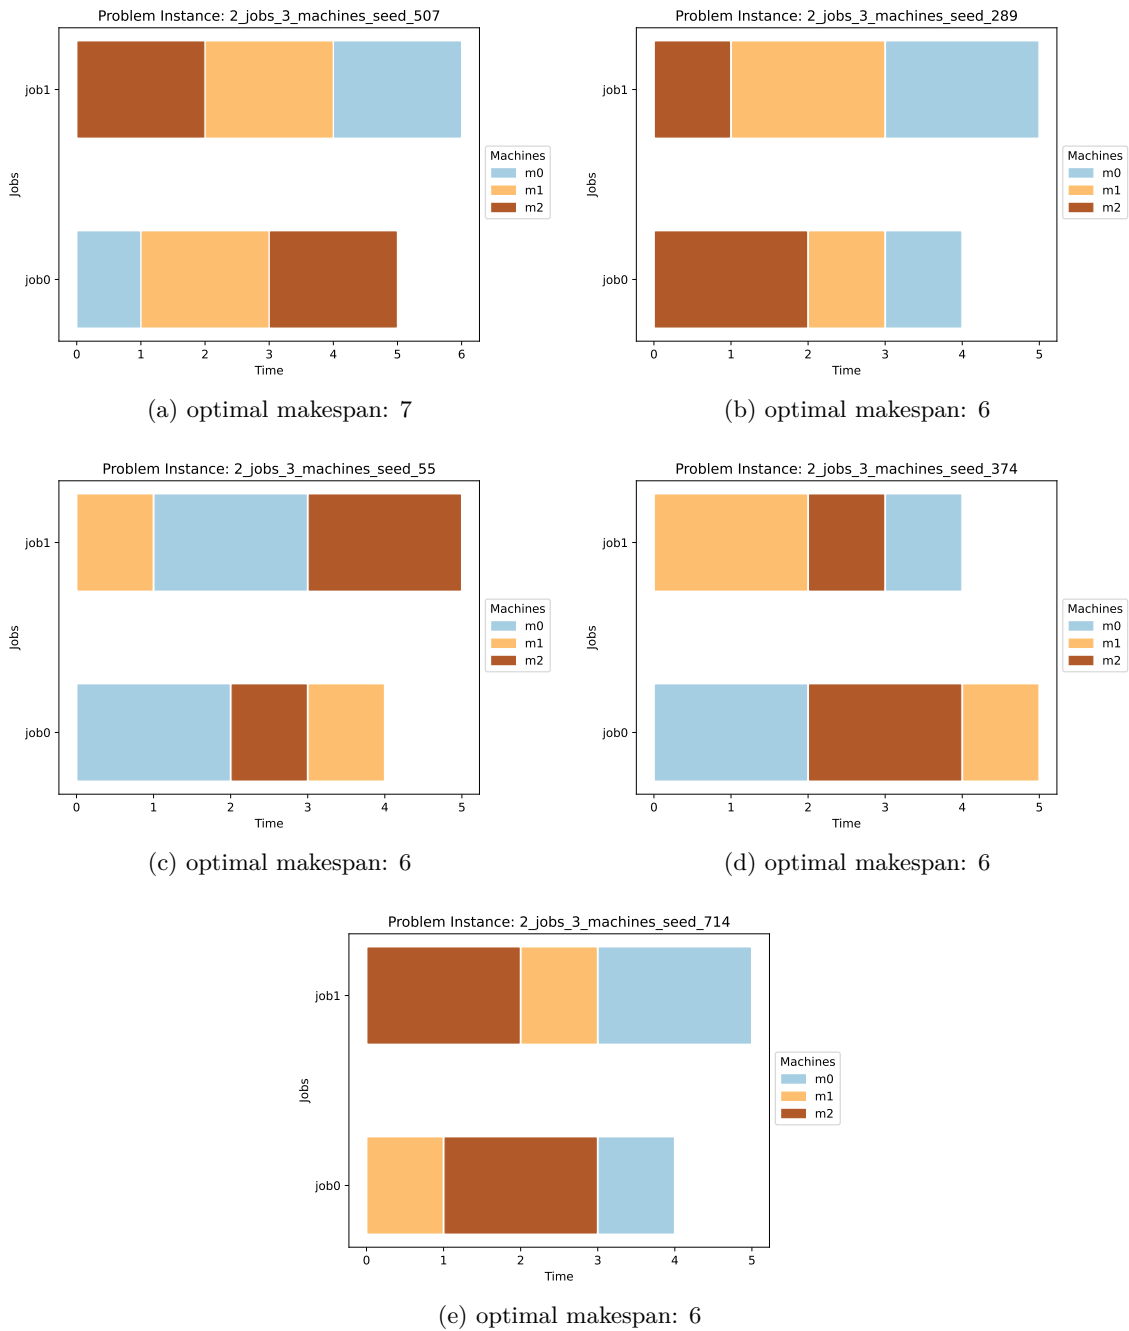 Problem Instance: 2_jobs_3_machines_seed_507
job1
Jobs
job0
0 1 2 3 4 5 6
Time
Machines
m0
m1
m2
(a) optimal makespan: 7
Problem Instance: 2_jobs_3_machines_seed_289
job1
Jobs
job0
0 1 2 3 4 5
Time
Machines
m0
m1
m2
(b) optimal makespan: 6
Problem Instance: 2_jobs_3_machines_seed_55
job1
Jobs
job0
0 1 2 3 4 5
Time
Machines
m0
m1
m2
(c) optimal makespan: 6
Problem Instance: 2_jobs_3_machines_seed_374
job1
Jobs
job0
0 1 2 3 4 5
Time
Machines
m0
m1
m2
(d) optimal makespan: 6
Problem Instance: 2_jobs_3_machines_seed_714
job1
Jobs
job0
0 1 2 3 4 5
Time
Machines
m0
m1
m2
(e) optimal makespan: 6